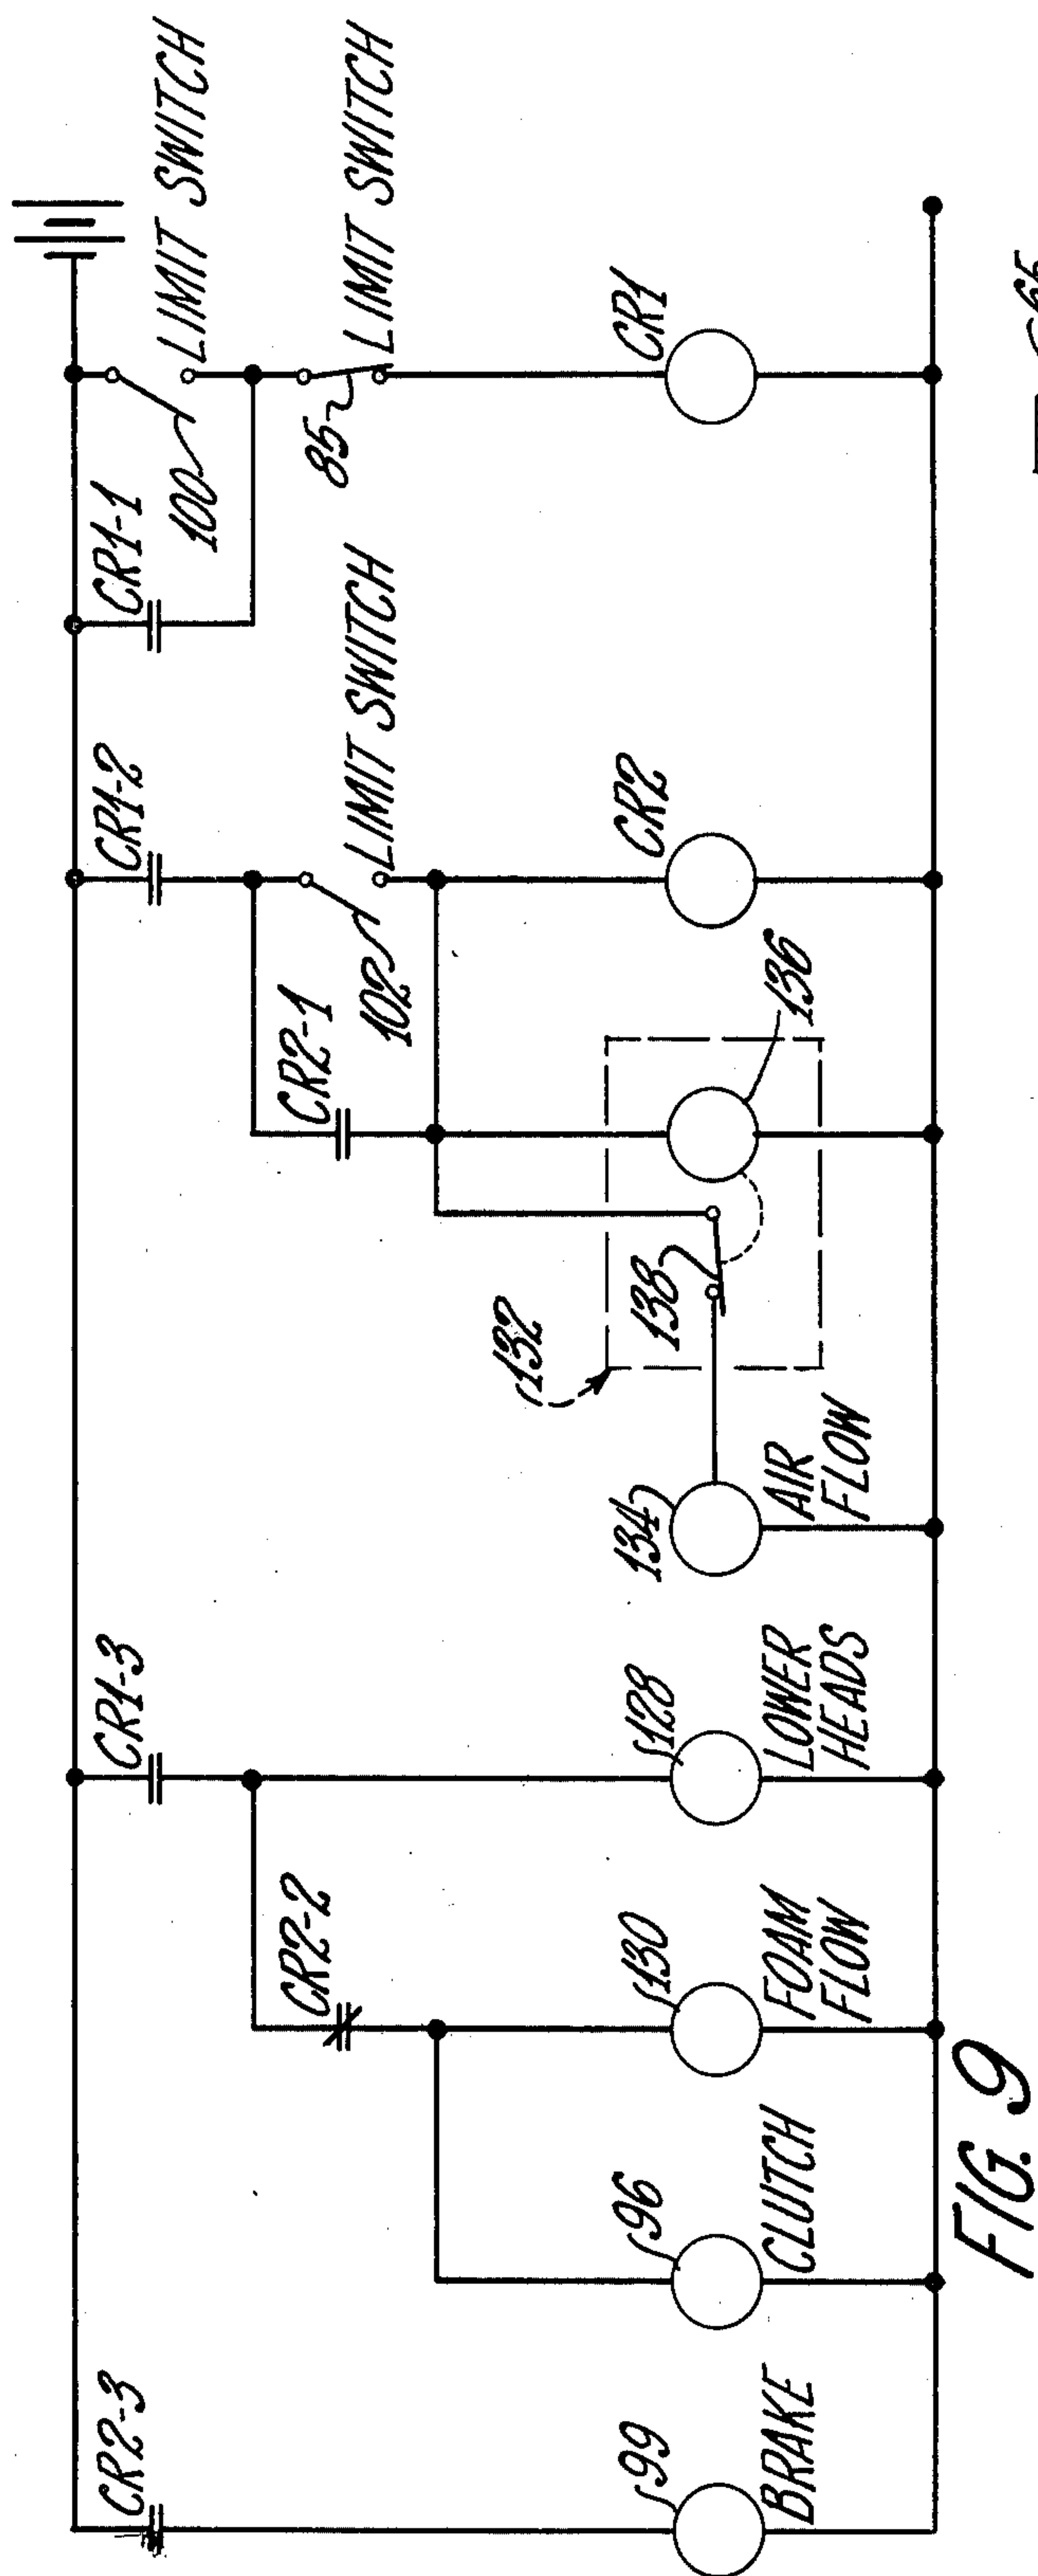 LIMIT SWITCH
100
CR1-1
85
LIMIT SWITCH
CR1
CR1-2
LIMIT SWITCH
102
CR2-1
CR2
136
138
132
134
AIR
FLOW
CR1-3
128
LOWER
HEADS
CR2-2
130
FOAM
FLOW
96
CLUTCH
CR2-3
99
BRAKE
FIG. 9
65